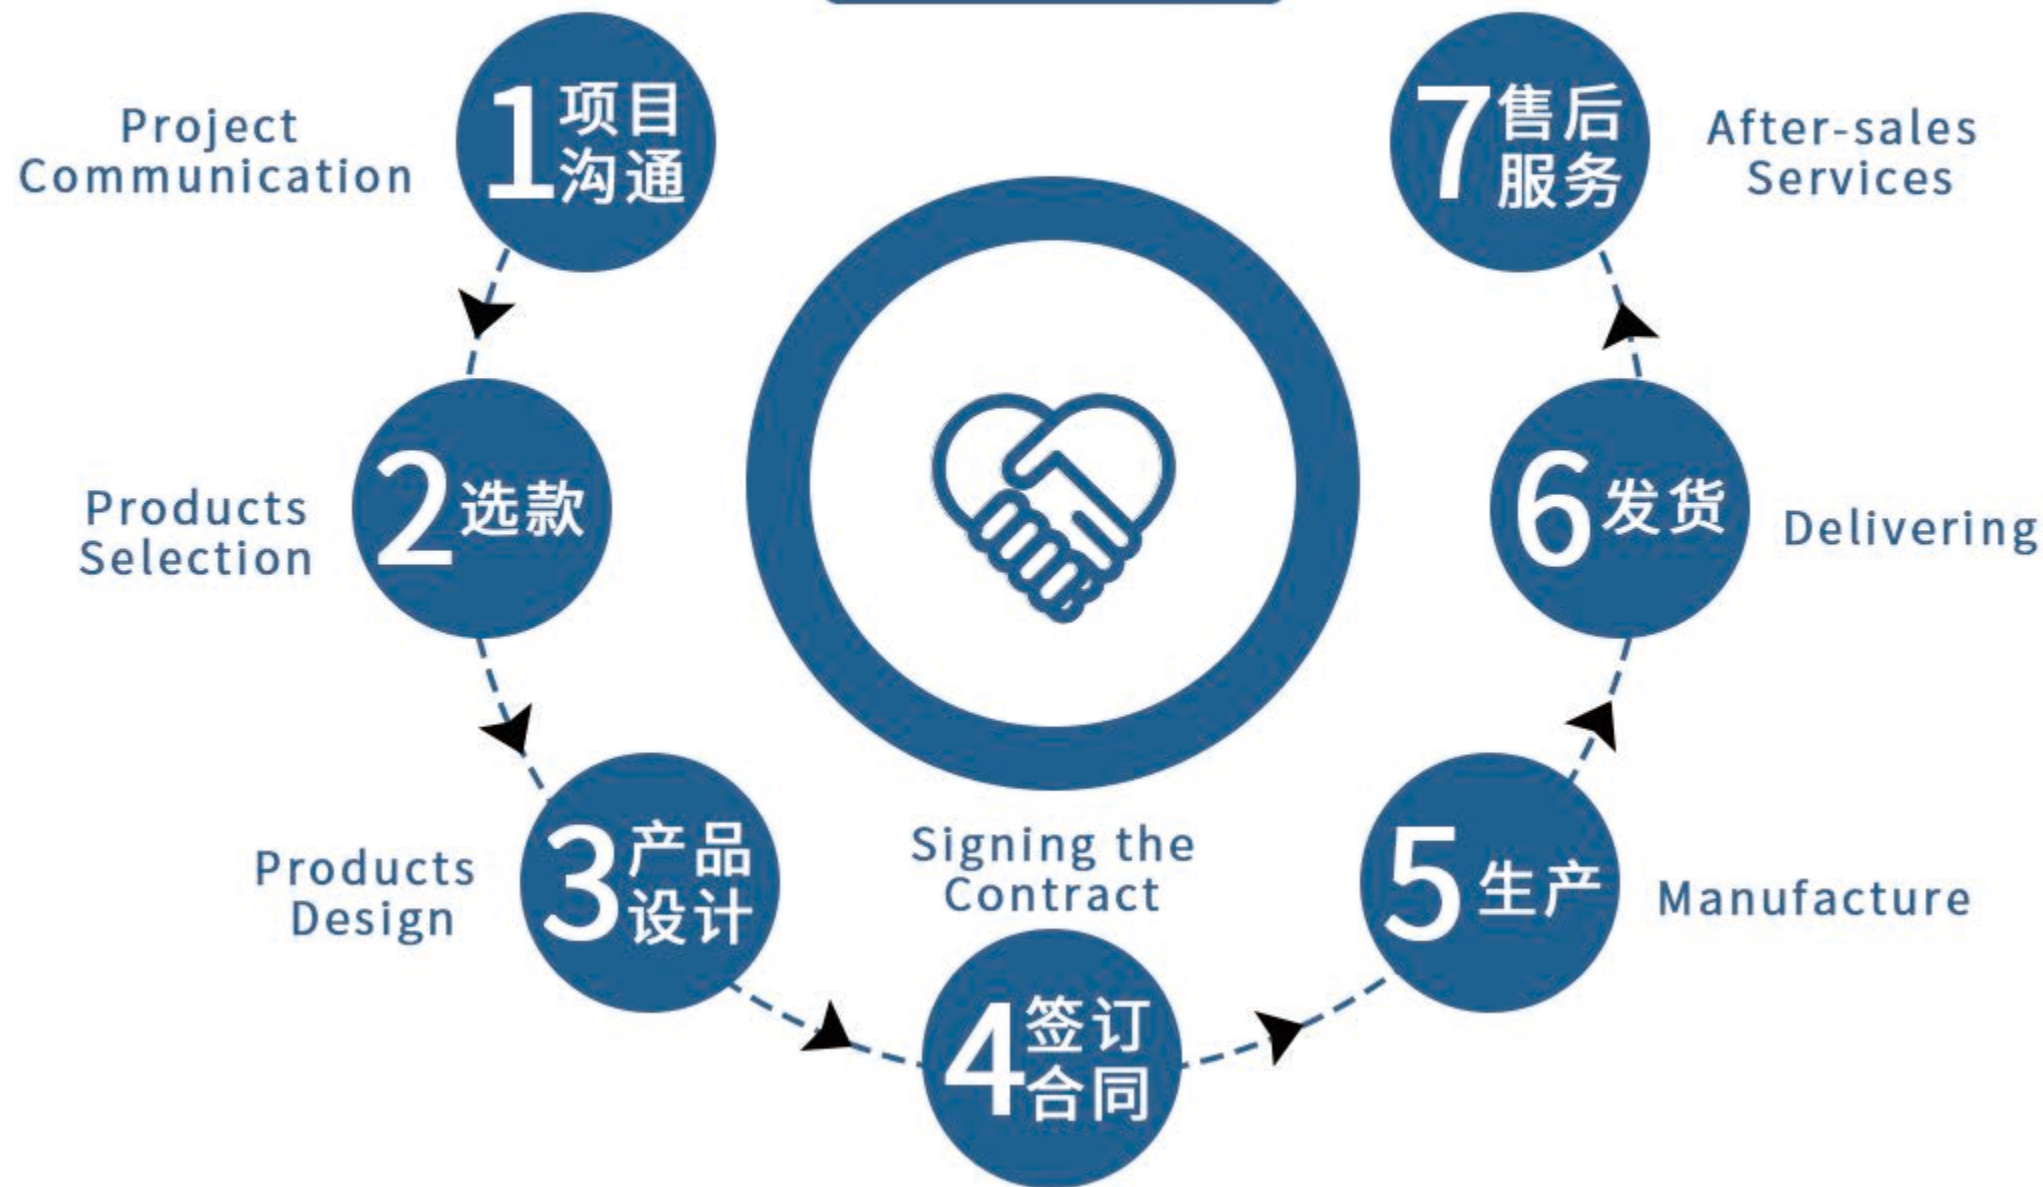 Project
Communication
1 项目
沟通
Products
Selection
2 选款
Products
Design
3 产品
设计
Signing the
Contract
4 签订
合同
5 生产
Manufacture
6 发货
Delivering
7 售后
服务
After-sales
Services